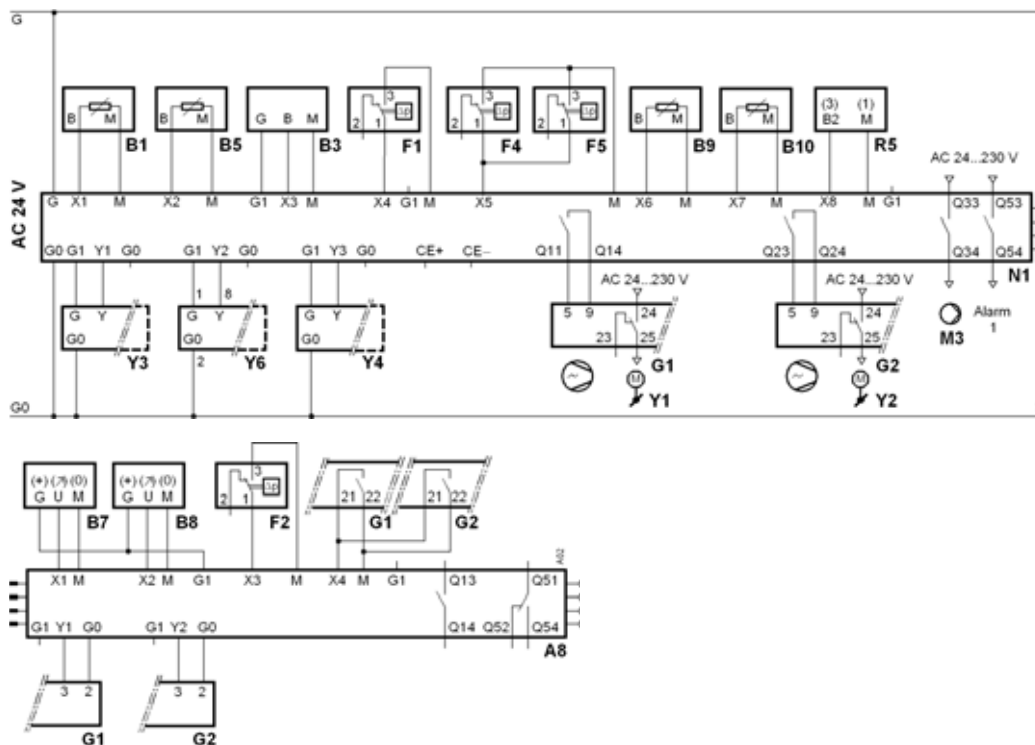 G
AC 24 V
B M
B1
B M
B5
G B M
B3
3
2 1 Δp
F1
3
2 1 Δp
F4
3
2 1 Δp
F5
B M
B9
B M
B10
(3) (1)
B2 M
R5
AC 24...230 V
G X1 M X2 M G1 X3 M X4 G1 M X5 M X6 M X7 M X8 M G1 Q33 Q53
G0 G1 Y1 G0 G1 Y2 G0 G1 Y3 G0 CE+ CE– Q11 Q14 Q23 Q24 Q34 Q54
N1
1 8
G Y
G0
Y3
G Y
G0
2
Y6
G Y
G0
Y4
AC 24...230 V
5 9 24
23 25
G1
M
Y1
AC 24...230 V
5 9 24
23 25
G2
M
Y2
M3
Alarm
1
G0
(+) (↗) (0)
G U M
B7
(+) (↗) (0)
G U M
B8
3
2 1 Δp
F2
21 22
G1
21 22
G2
A02
X1 M X2 M G1 X3 M X4 M G1 Q13 Q51
G1 Y1 G0 G1 Y2 G0 Q14 Q52 Q54
A8
3 2
G1
3 2
G2